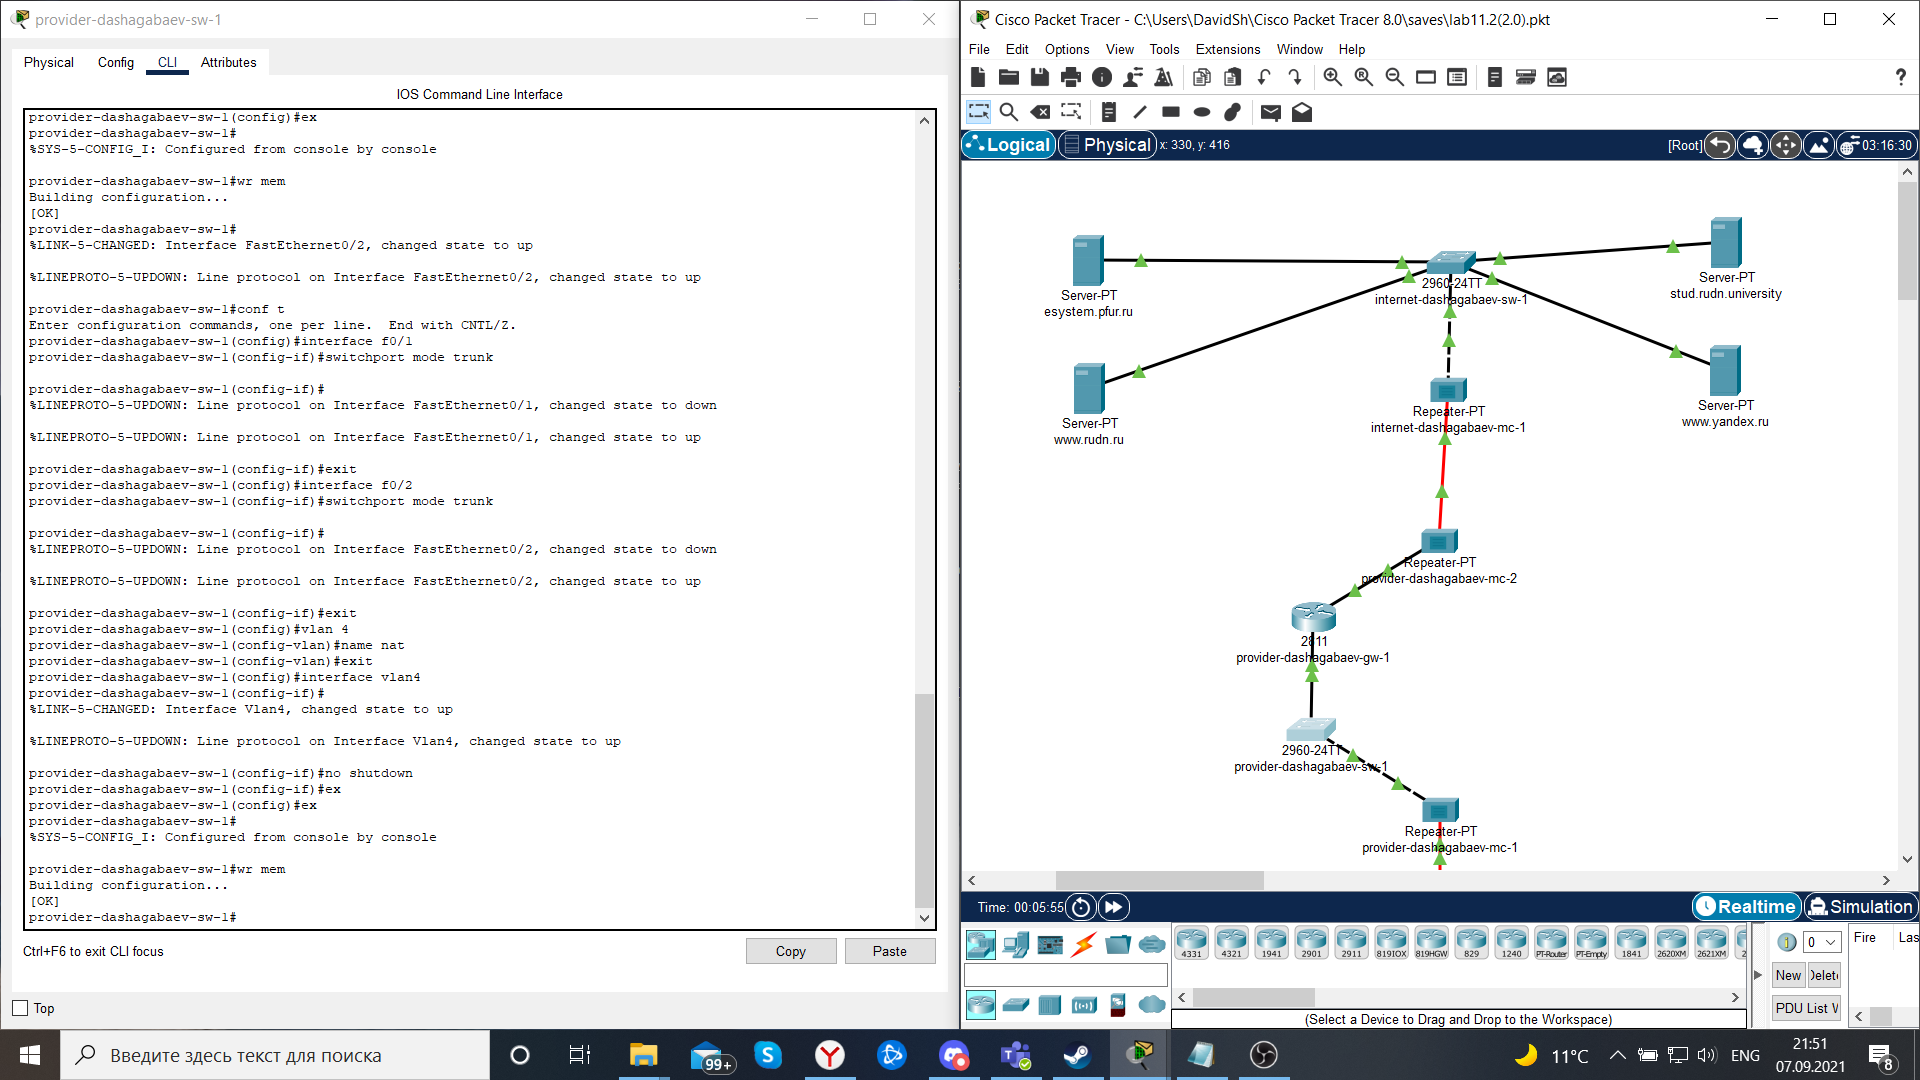 provider-dashagabaev-sw-1
Physical Config CLI Attributes
IOS Command Line Interface
provider-dashagabaev-sw-1(config)#ex
provider-dashagabaev-sw-1#
%SYS-5-CONFIG_I: Configured from console by console
provider-dashagabaev-sw-1#wr mem
Building configuration...
[OK]
provider-dashagabaev-sw-1#
%LINK-5-CHANGED: Interface FastEthernet0/2, changed state to up
%LINEPROTO-5-UPDOWN: Line protocol on Interface FastEthernet0/2, changed state to up
provider-dashagabaev-sw-1#conf t
Enter configuration commands, one per line.  End with CNTL/Z.
provider-dashagabaev-sw-1(config)#interface f0/1
provider-dashagabaev-sw-1(config-if)#switchport mode trunk
provider-dashagabaev-sw-1(config-if)#
%LINEPROTO-5-UPDOWN: Line protocol on Interface FastEthernet0/1, changed state to down
%LINEPROTO-5-UPDOWN: Line protocol on Interface FastEthernet0/1, changed state to up
provider-dashagabaev-sw-1(config-if)#exit
provider-dashagabaev-sw-1(config)#interface f0/2
provider-dashagabaev-sw-1(config-if)#switchport mode trunk
provider-dashagabaev-sw-1(config-if)#
%LINEPROTO-5-UPDOWN: Line protocol on Interface FastEthernet0/2, changed state to down
%LINEPROTO-5-UPDOWN: Line protocol on Interface FastEthernet0/2, changed state to up
provider-dashagabaev-sw-1(config-if)#exit
provider-dashagabaev-sw-1(config)#vlan 4
provider-dashagabaev-sw-1(config-vlan)#name nat
provider-dashagabaev-sw-1(config-vlan)#exit
provider-dashagabaev-sw-1(config)#interface vlan4
provider-dashagabaev-sw-1(config-if)#
%LINK-5-CHANGED: Interface Vlan4, changed state to up
%LINEPROTO-5-UPDOWN: Line protocol on Interface Vlan4, changed state to up
provider-dashagabaev-sw-1(config-if)#no shutdown
provider-dashagabaev-sw-1(config-if)#ex
provider-dashagabaev-sw-1(config)#ex
provider-dashagabaev-sw-1#
%SYS-5-CONFIG_I: Configured from console by console
provider-dashagabaev-sw-1#wr mem
Building configuration...
[OK]
provider-dashagabaev-sw-1#
Ctrl+F6 to exit CLI focus
Copy Paste
Top
Cisco Packet Tracer - C:\Users\DavidSh\Cisco Packet Tracer 8.0\saves\lab11.2(2.0).pkt
File Edit Options View Tools Extensions Window Help
?
Logical Physical x: 330, y: 416 [Root] 03:16:30
Server-PT
esystem.pfur.ru
2960-24TT
internet-dashagabaev-sw-1
Server-PT
stud.rudn.university
Server-PT
www.rudn.ru
Repeater-PT
internet-dashagabaev-mc-1
Server-PT
www.yandex.ru
Repeater-PT
provider-dashagabaev-mc-2
2811
provider-dashagabaev-gw-1
2960-24TT
provider-dashagabaev-sw-1
Repeater-PT
provider-dashagabaev-mc-1
Time: 00:05:55
Realtime Simulation
4331 4321 1941 2901 2911 819IOX 819HGW 829 1240 PT-Router PT-Empty 1841 2620XM 2621XM 2
0
Fire Las
New Delete
PDU List W
(Select a Device to Drag and Drop to the Workspace)
Введите здесь текст для поиска
99+
11°C
ENG
21:51
07.09.2021
8